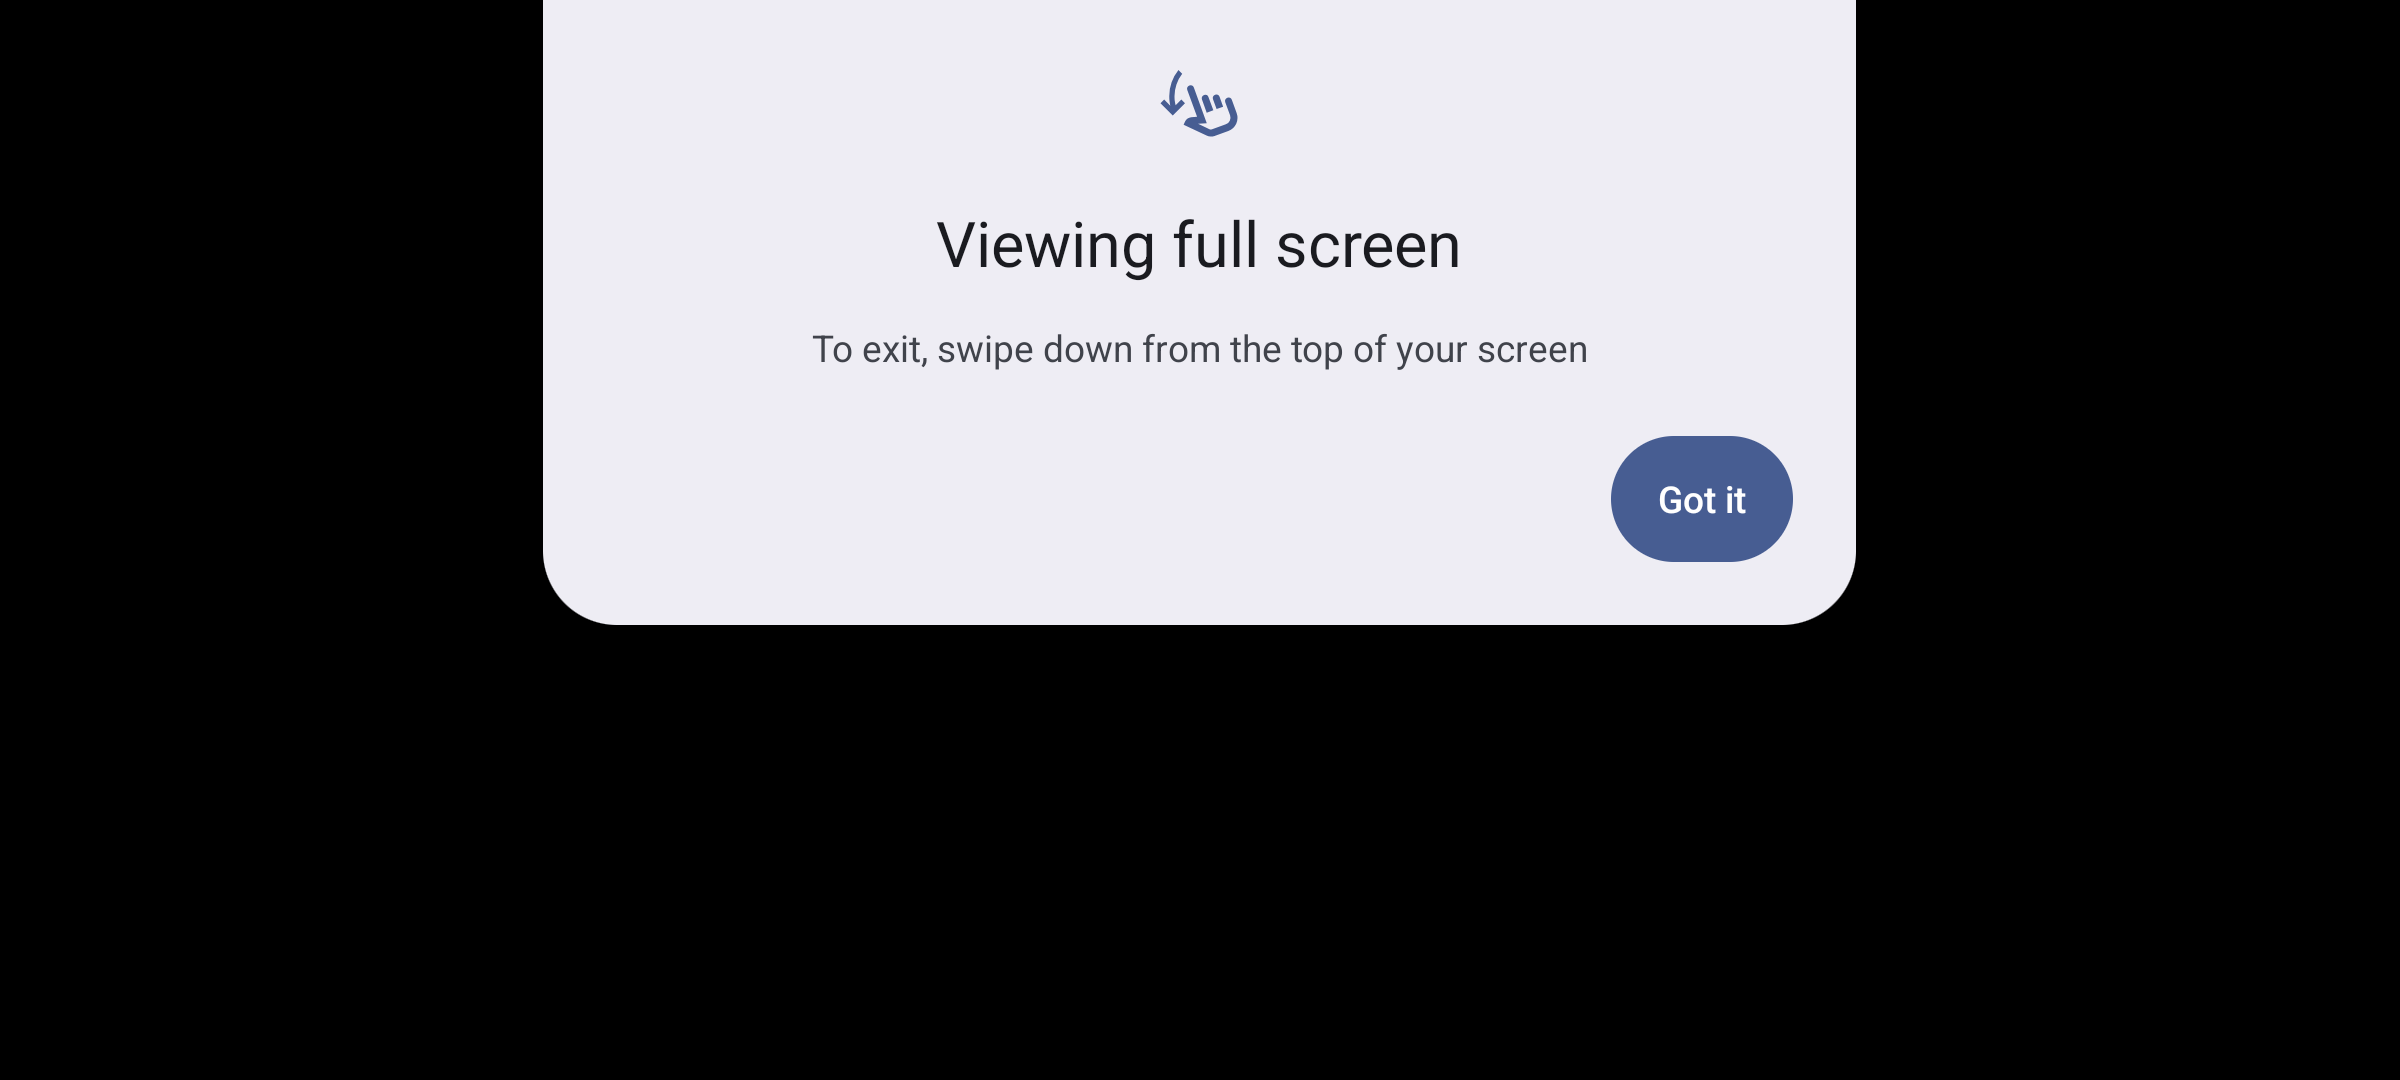 Viewing full screen
To exit, swipe down from the top of your screen
Got it